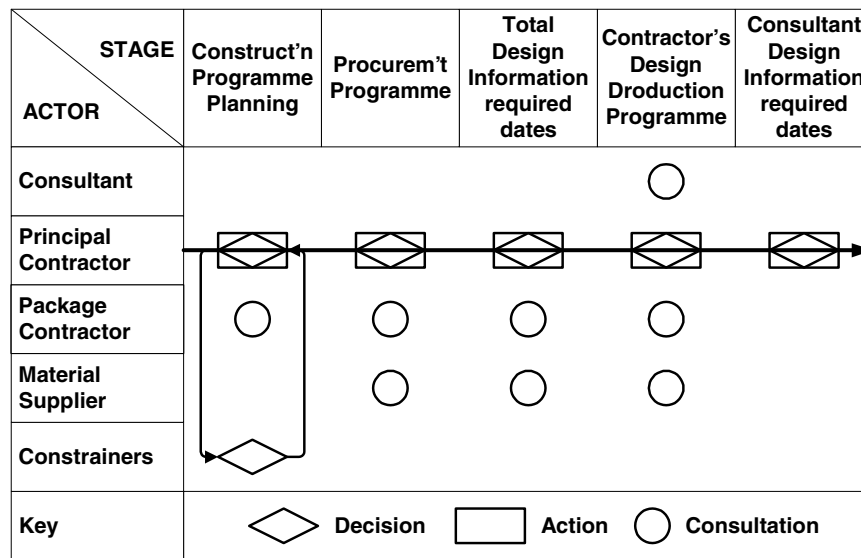 STAGE
ACTOR
Construct'n
Programme
Planning
Procurem't
Programme
Total
Design
Information
required
dates
Contractor's
Design
Droduction
Programme
Consultant
Design
Information
required
dates
Consultant
Principal
Contractor
Package
Contractor
Material
Supplier
Constrainers
Key
Decision
Action
Consultation